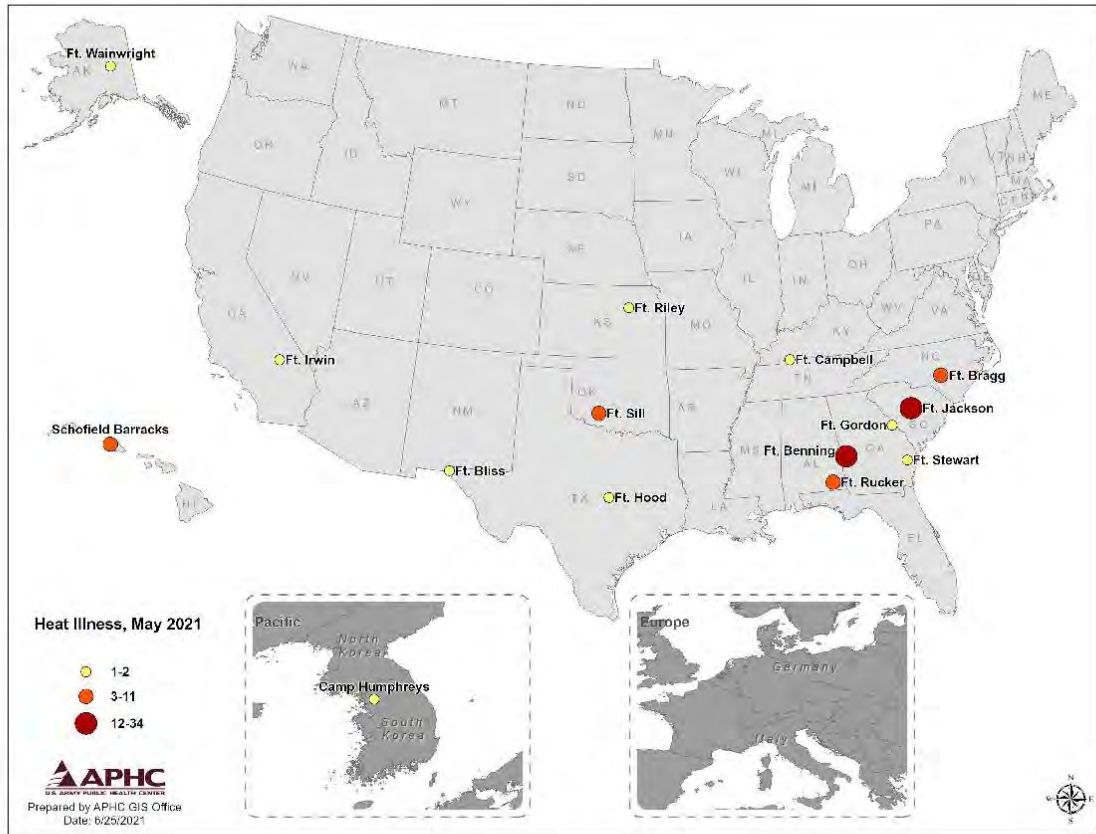 Ft. Wainwright
AK
WA
MT
ND
MN
ME
OR
ID
SD
WI
MI
MI
VT
NH
NY
MA
CT
RI
WY
NE
IA
PA
NV
UT
CO
IL
IN
OH
CA
KS
Ft. Riley
MO
WV
VA
KY
Ft. Irwin
Ft. Campbell
TN
NC
Ft. Bragg
AZ
NM
OK
Ft. Sill
AR
Ft. Jackson
Schofield Barracks
Ft. Gordon
SC
MS
Ft. Benning
AL
GA
Ft. Stewart
Ft. Bliss
Ft. Rucker
TX
Ft. Hood
LA
HI
FL
Heat Illness, May 2021
1-2
3-11
12-34
Pacific
North
Korea
Camp Humphreys
South
Korea
Europe
Germany
Italy
APHC
U.S. ARMY PUBLIC HEALTH CENTER
Prepared by APHC GIS Office
Date: 6/25/2021
N
W
E
S